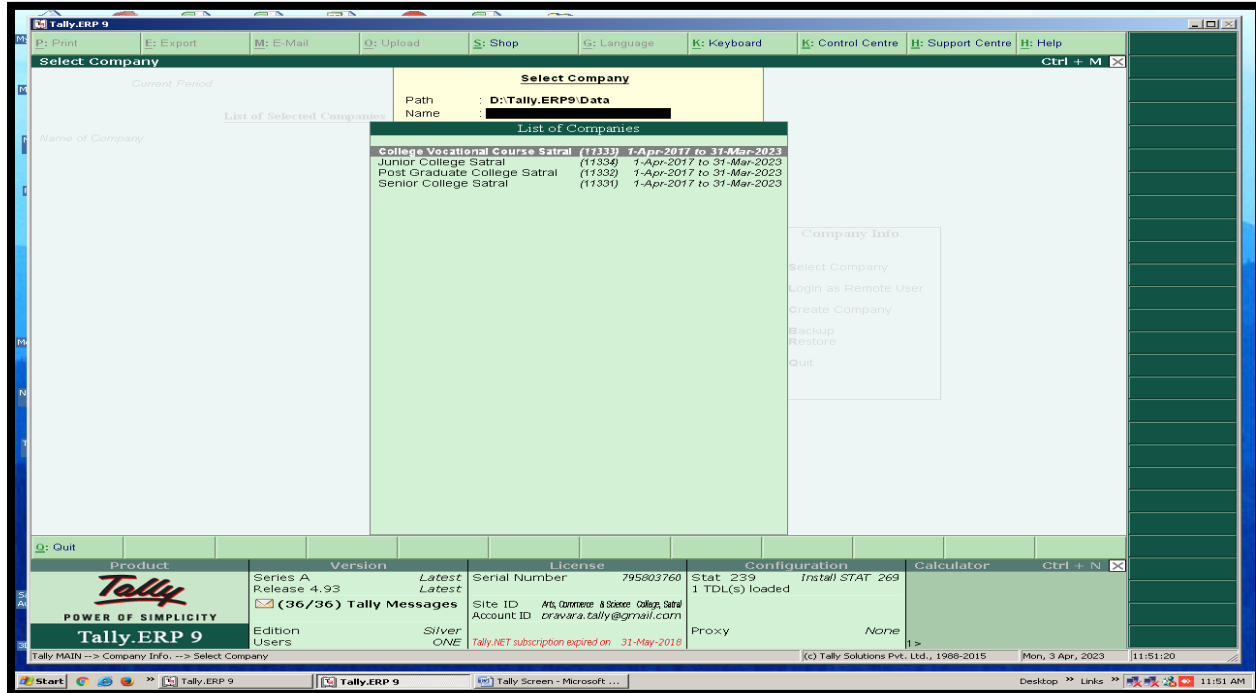 Tally.ERP 9
P: Print E: Export M: E-Mail O: Upload S: Shop G: Language K: Keyboard K: Control Centre H: Support Centre H: Help
Select Company Ctrl + M
Current Period
Select Company
Path : D:\Tally.ERP9\Data
List of Selected Companies
Name :
Name of Company
List of Companies
College Vocational Course Satral (11333) 1-Apr-2017 to 31-Mar-2023
Junior College Satral (11334) 1-Apr-2017 to 31-Mar-2023
Post Graduate College Satral (11332) 1-Apr-2017 to 31-Mar-2023
Senior College Satral (11331) 1-Apr-2017 to 31-Mar-2023
Company Info.
Select Company
Login as Remote User
Create Company
Backup
Restore
Quit
Q: Quit
Product Version License Configuration Calculator Ctrl + N
Tally
POWER OF SIMPLICITY
Tally.ERP 9
Series A Latest
Release 4.93 Latest
(36/36) Tally Messages
Edition Silver
Users ONE
Serial Number 795803760
Site ID Arts, Commerce & Science College, Satral
Account ID pravara.tally@gmail.com
Tally.NET subscription expired on 31-May-2018
Stat 239 Install STAT 269
1 TDL(s) loaded
Proxy None
1 >
Tally MAIN --> Company Info. --> Select Company (c) Tally Solutions Pvt. Ltd., 1988-2015 Mon, 3 Apr, 2023 11:51:20
Start Tally.ERP 9 Tally.ERP 9 Tally Screen - Microsoft ... Desktop Links 11:51 AM